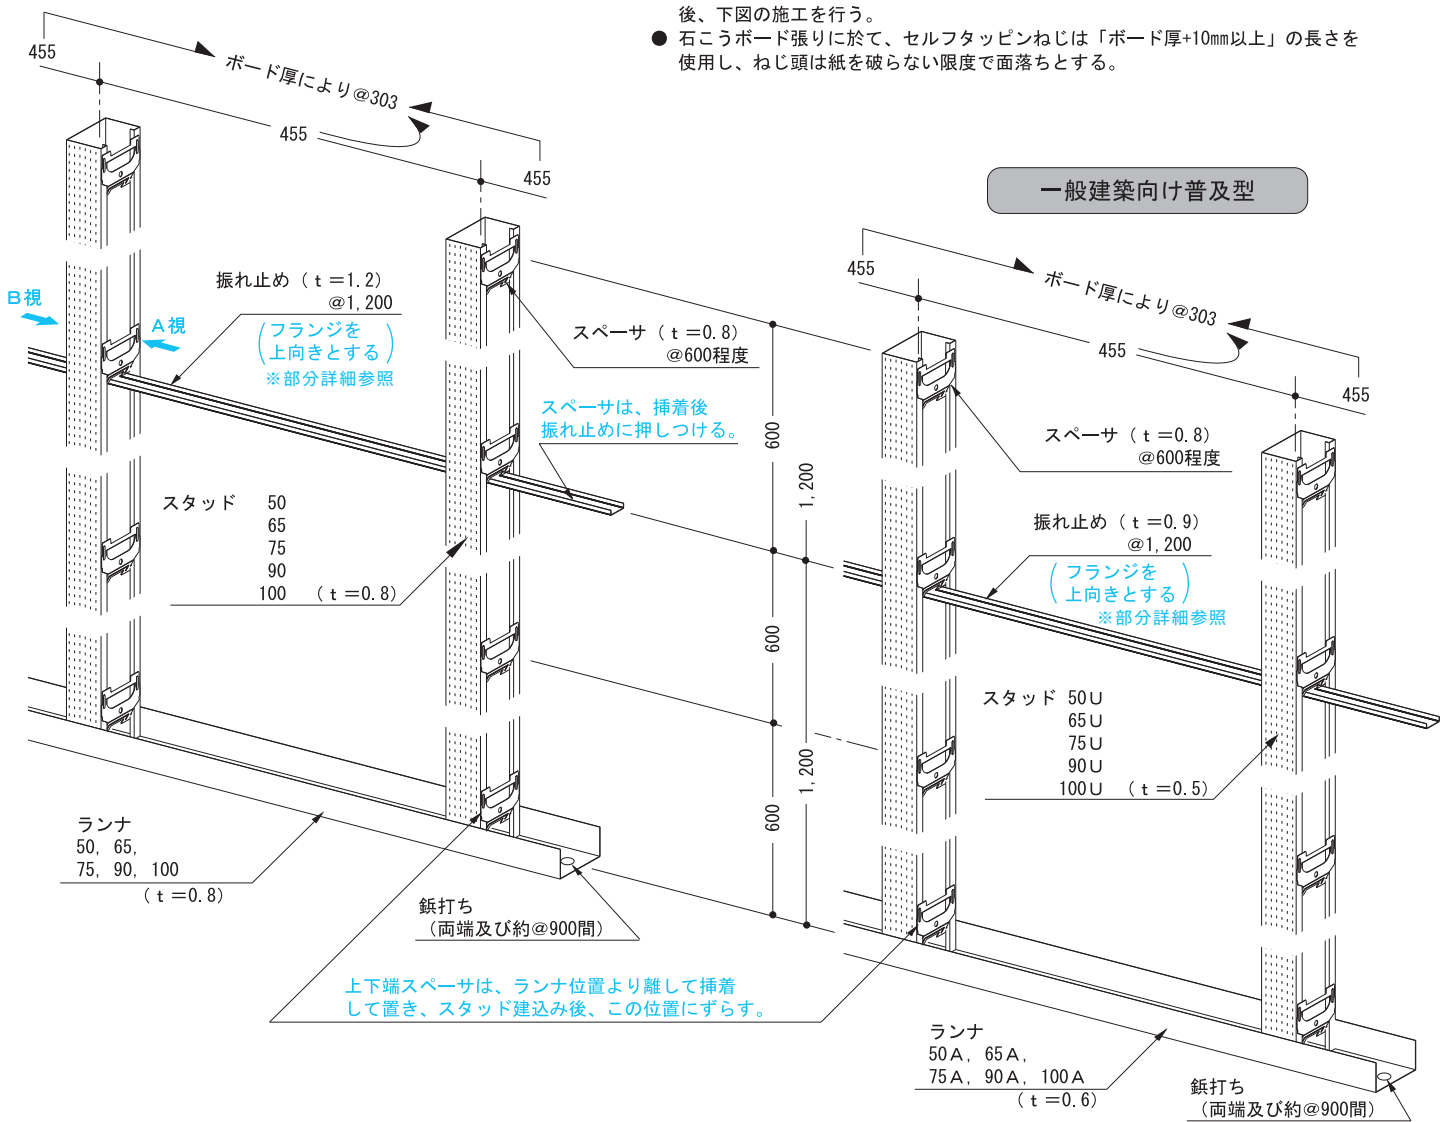 後、下図の施工を行う。
● 石こうボード張りに於て、セルフタッピンねじは「ボード厚+10mm以上」の長さを
使用し、ねじ頭は紙を破らない限度で面落ちとする。
455
ボード厚により@303
455
455
一般建築向け普及型
455
ボード厚により@303
455
455
B視
A視
振れ止め（t=1.2）
@1,200
（フランジを
上向きとする）
※部分詳細参照
スペーサ（t=0.8）
@600程度
スペーサは、挿着後
振れ止めに押しつける。
スタッド 50
65
75
90
100 （t=0.8）
600
600
600
1,200
1,200
スペーサ（t=0.8）
@600程度
振れ止め（t=0.9）
@1,200
（フランジを
上向きとする）
※部分詳細参照
スタッド 50U
65U
75U
90U
100U （t=0.5）
ランナ
50, 65,
75, 90, 100
（t=0.8）
鋲打ち
（両端及び約@900間）
上下端スペーサは、ランナ位置より離して挿着
して置き、スタッド建込み後、この位置にずらす。
ランナ
50A, 65A,
75A, 90A, 100A
（t=0.6）
鋲打ち
（両端及び約@900間）